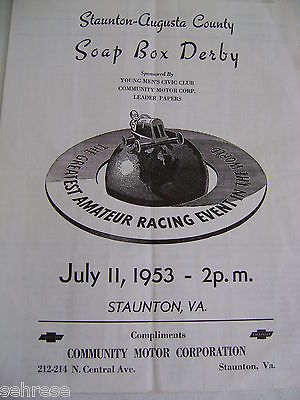 Staunton-Augusta County
Soap Box Derby
Sponsored By
YOUNG MEN'S CIVIC CLUB
COMMUNITY MOTOR CORP.
LEADER PAPERS
THE GREATEST AMATEUR RACING EVENT IN THE WORLD
July 11, 1953 - 2p.m.
STAUNTON, VA.
Compliments
COMMUNITY MOTOR CORPORATION
212-214 N. Central Ave. Staunton, Va.
sehrese